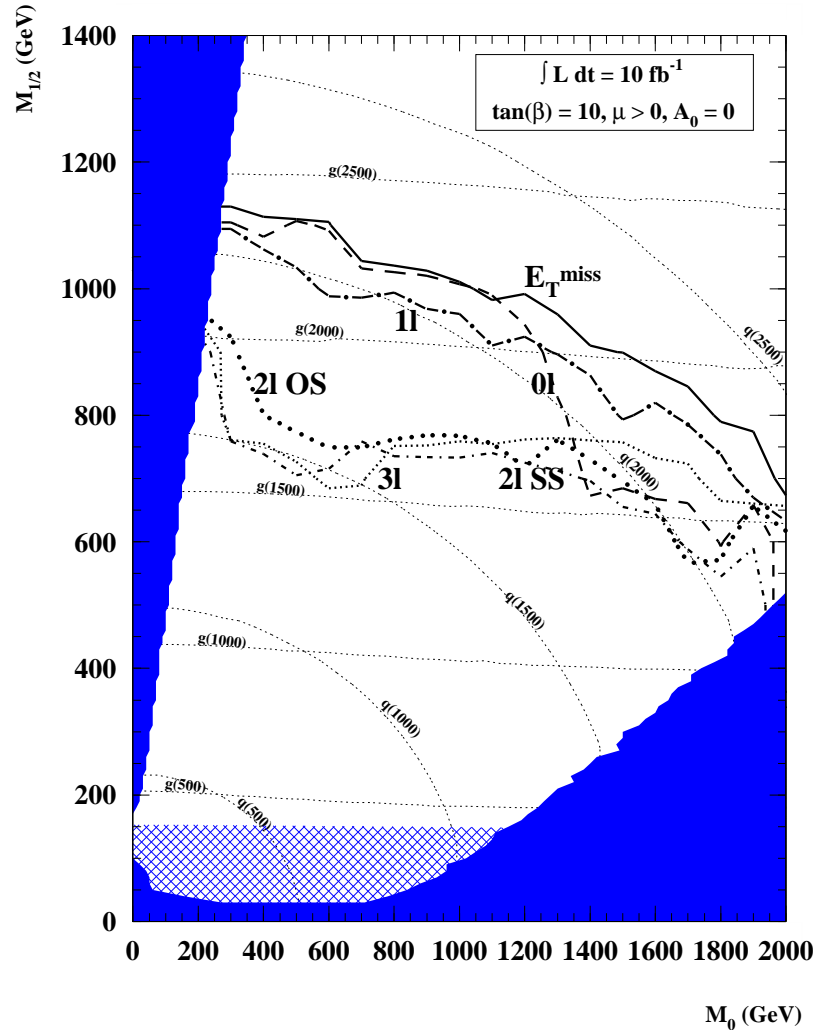 M1/2 (GeV)
1400
1200
1000
800
600
400
200
0
∫ L dt = 10 fb-1
tan(β) = 10, μ > 0, A0 = 0
g(2500)
ETmiss
q(2500)
1l
g(2000)
0l
2l OS
q(2000)
3l
2l SS
g(1500)
q(1500)
g(1000)
q(1000)
g(500)
q(500)
0 200 400 600 800 1000 1200 1400 1600 1800 2000
M0 (GeV)